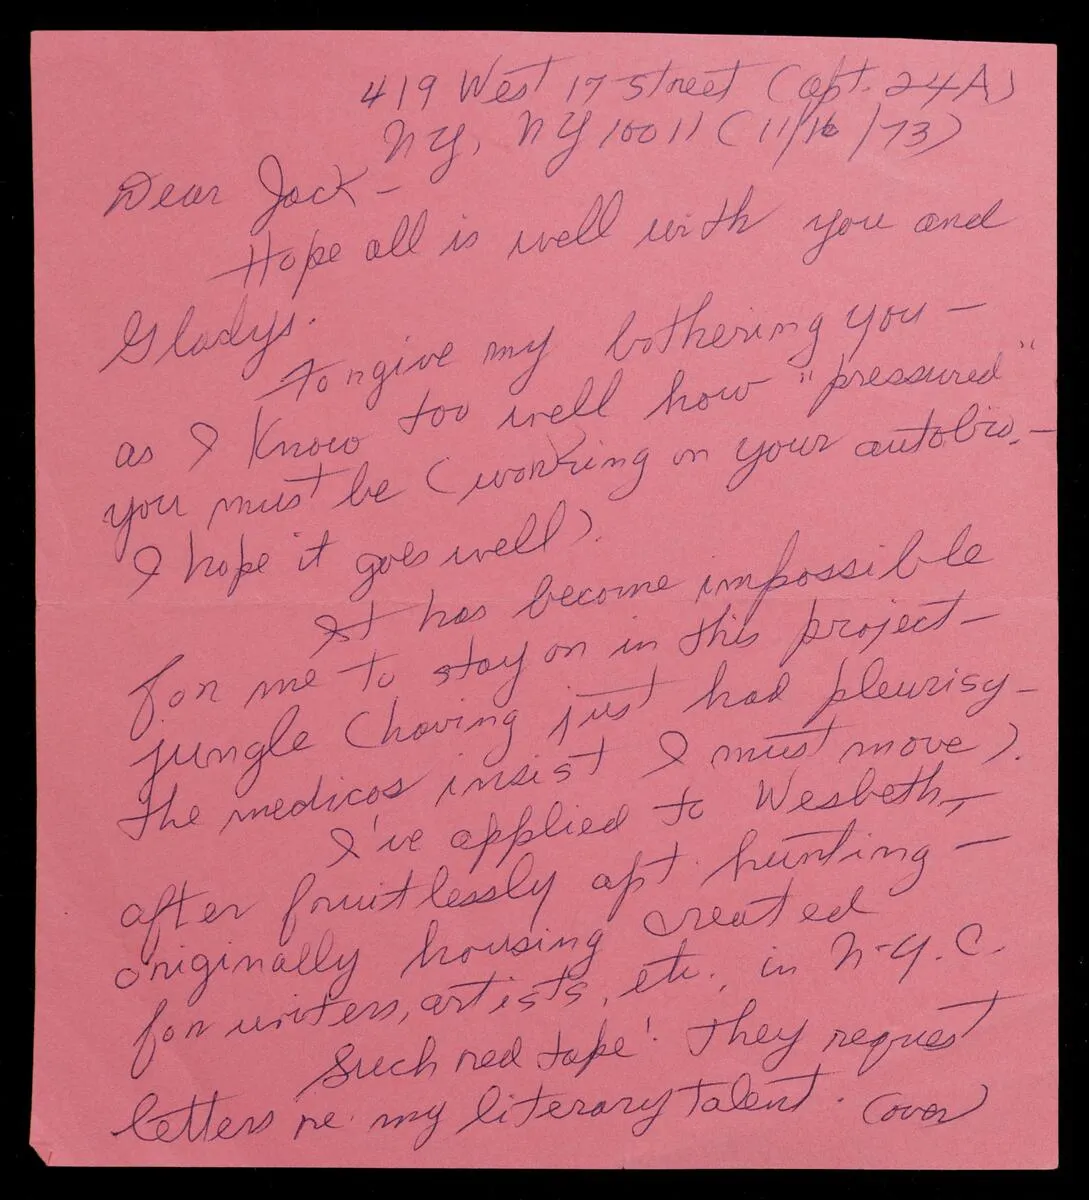 419 West 17 Street (apt. 24A)
NY, NY 10011 (11/16/73)
Dear Jack—
Hope all is well with you and
Gladys.
Forgive my bothering you —
as I know too well how "pressured"
you must be (working on your autobio. —
I hope it goes well).
It has become impossible
for me to stay on in this project—
jungle (having just had pleurisy—
the medicos insist I must move).
I've applied to Wesbeth, —
after fruitlessly apt. hunting —
originally housing created
for writers, artists, etc., in N.Y.C.
Such red tape! They request
letters re. my literary talent. (over)